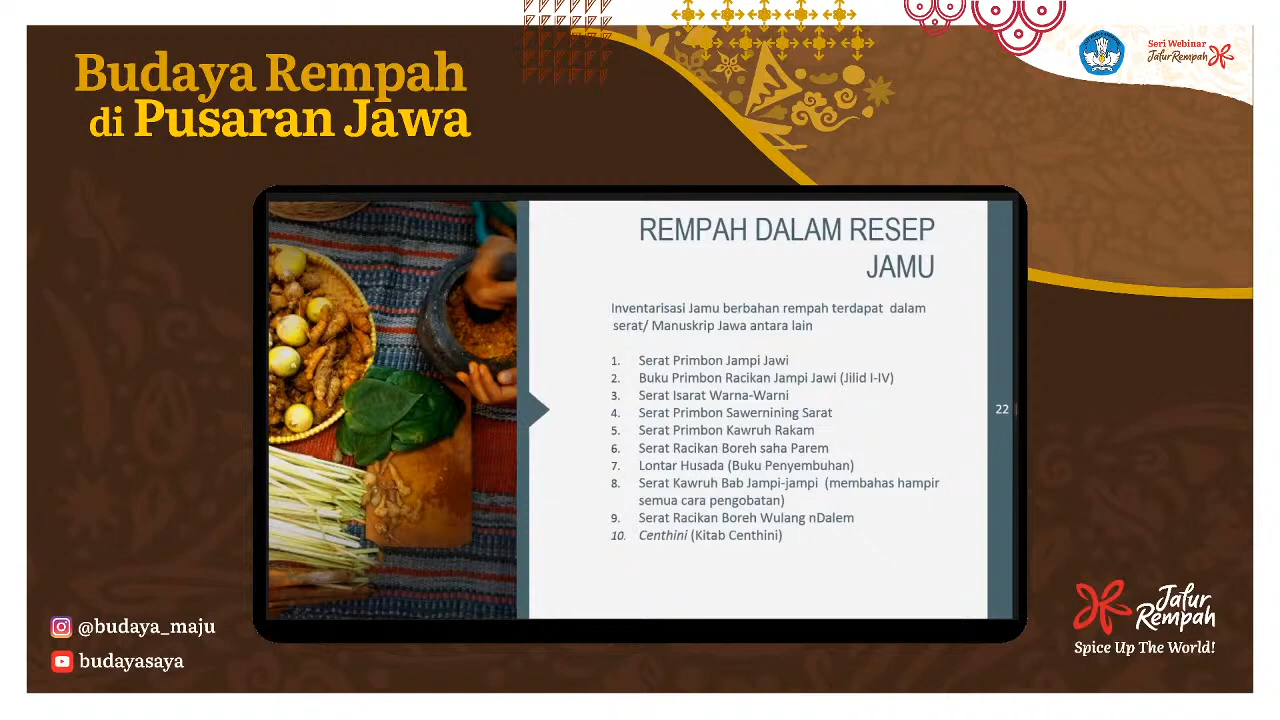 Budaya Rempah
di Pusaran Jawa
Seri Webinar
Jalur Rempah
REMPAH DALAM RESEP
JAMU
Inventarisasi Jamu berbahan rempah terdapat dalam
serat/ Manuskrip Jawa antara lain
1. Serat Primbon Jampi Jawi
2. Buku Primbon Racikan Jampi Jawi (Jilid I-IV)
3. Serat Isarat Warna-Warni
4. Serat Primbon Sawernining Sarat
5. Serat Primbon Kawruh Rakam
6. Serat Racikan Boreh saha Parem
7. Lontar Husada (Buku Penyembuhan)
8. Serat Kawruh Bab Jampi-jampi (membahas hampir
semua cara pengobatan)
9. Serat Racikan Boreh Wulang nDalem
10. Centhini (Kitab Centhini)
22
@budaya_maju
budayasaya
Jalur
Rempah
Spice Up The World!